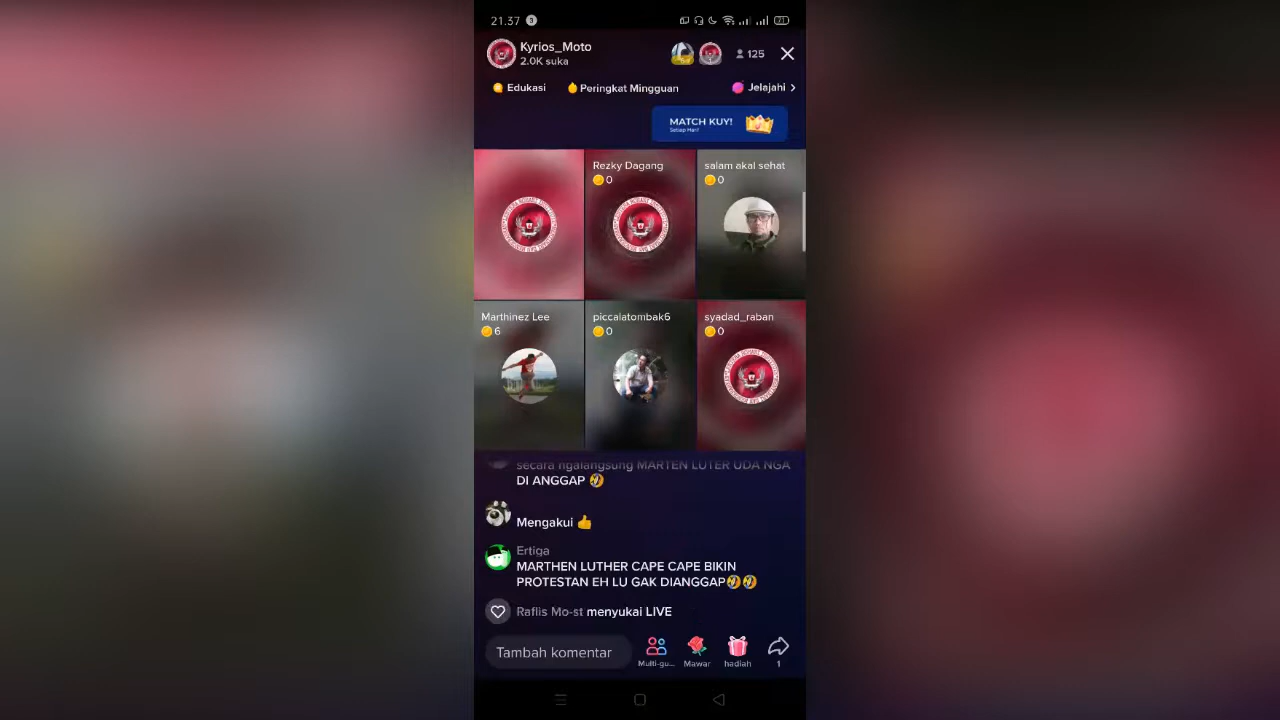 21.37
21
Kyrios_Moto
2.0K suka
125
Edukasi
Peringkat Mingguan
Jelajahi
MATCH KUY!
Setiap Hari!
Rezky Dagang
0
salam akal sehat
0
Marthinez Lee
6
piccalatombak6
0
syadad_raban
0
secara ngalangsung MARTEN LUTER UDA NGA
DI ANGGAP 🤣
Mengakui 👍
Ertiga
MARTHEN LUTHER CAPE CAPE BIKIN
PROTESTAN EH LU GAK DIANGGAP🤣🤣
Raflis Mo-st menyukai LIVE
Tambah komentar
Multi-gu...
Mawar
hadiah
1